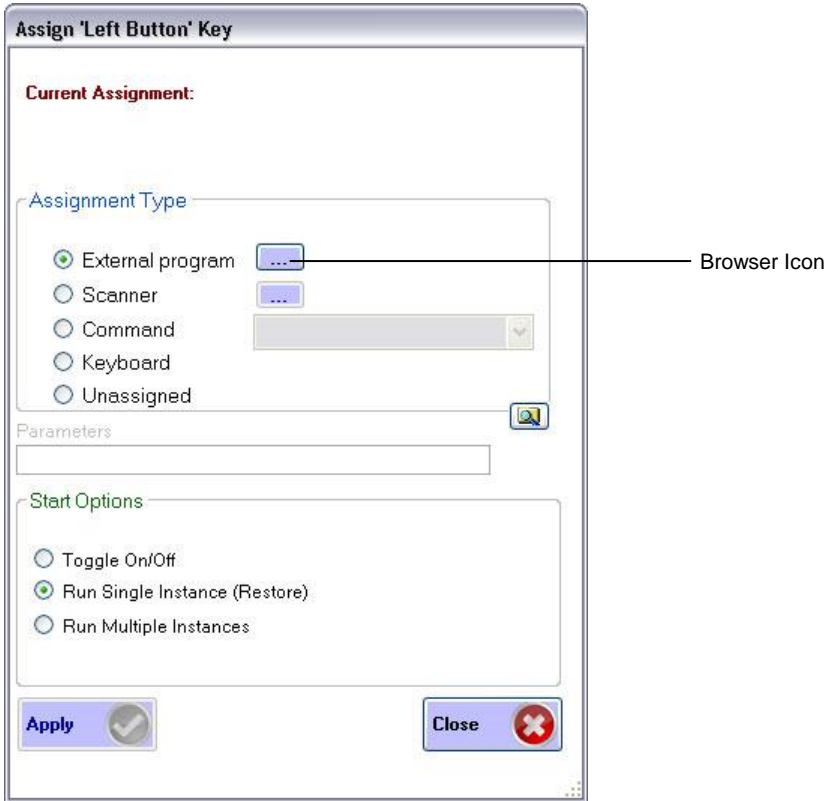 Assign 'Left Button' Key
Current Assignment:
Assignment Type
External program ...
Browser Icon
Scanner ...
Command
Keyboard
Unassigned
Parameters
Start Options
Toggle On/Off
Run Single Instance (Restore)
Run Multiple Instances
Apply Close